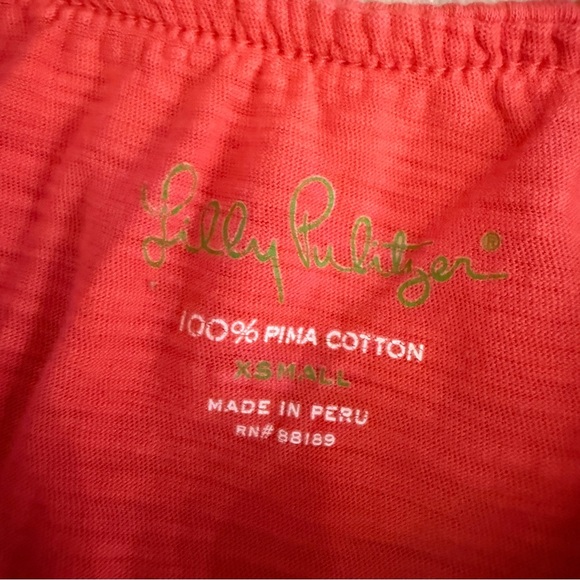 Lilly Pulitzer®
100% PIMA COTTON
XSMALL
MADE IN PERU
RN# 88189